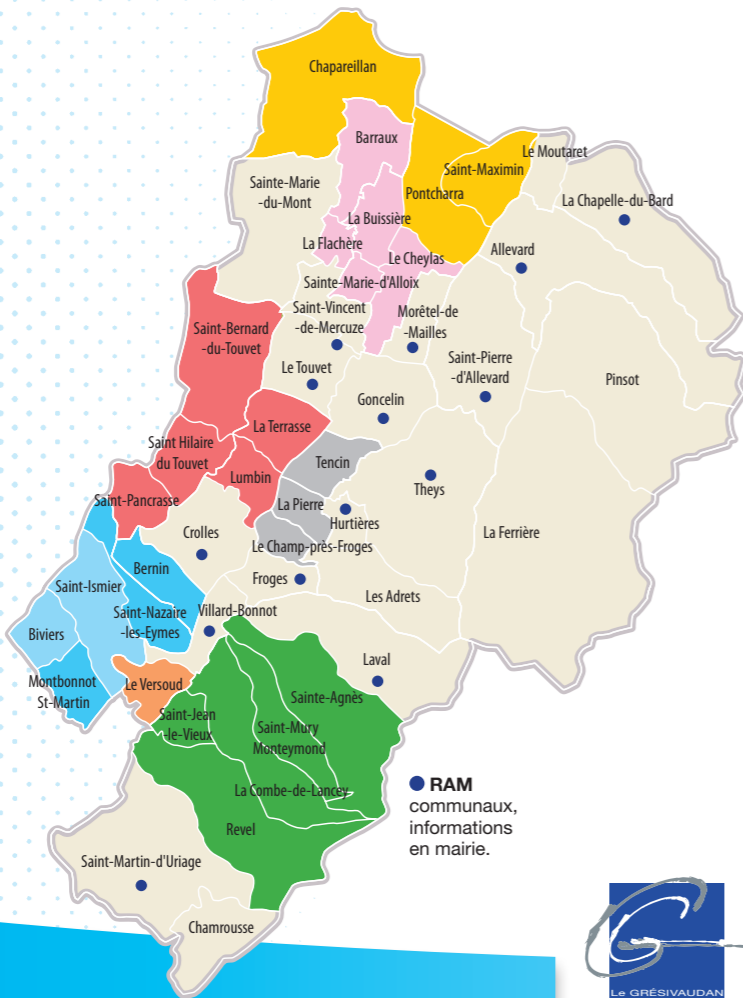 Chapareillan
Barraux
Le Moutaret
Saint-Maximin
Sainte-Marie
-du-Mont
Pontcharra
La Chapelle-du-Bard
La Buissière
La Flachère
Le Cheylas
Allevard
Sainte-Marie-d'Alloix
Saint-Vincent
-de-Mercuze
Morêtel-de
-Mailles
Saint-Bernard
-du-Touvet
Saint-Pierre
-d'Allevard
Le Touvet
Pinsot
Goncelin
La Terrasse
Saint Hilaire
du Touvet
Tencin
Lumbin
Theys
Saint-Pancrasse
La Pierre
Hurtières
Crolles
La Ferrière
Le Champ-près-Froges
Bernin
Froges
Saint-Ismier
Les Adrets
Saint-Nazaire
-les-Eymes
Villard-Bonnot
Biviers
Laval
Montbonnot
St-Martin
Le Versoud
Sainte-Agnès
Saint-Jean
-le-Vieux
Saint-Mury
Monteymond
La Combe-de-Lancey
RAM
communaux,
informations
en mairie.
Revel
Saint-Martin-d'Uriage
Chamrousse
Le GRÉSIVAUDAN